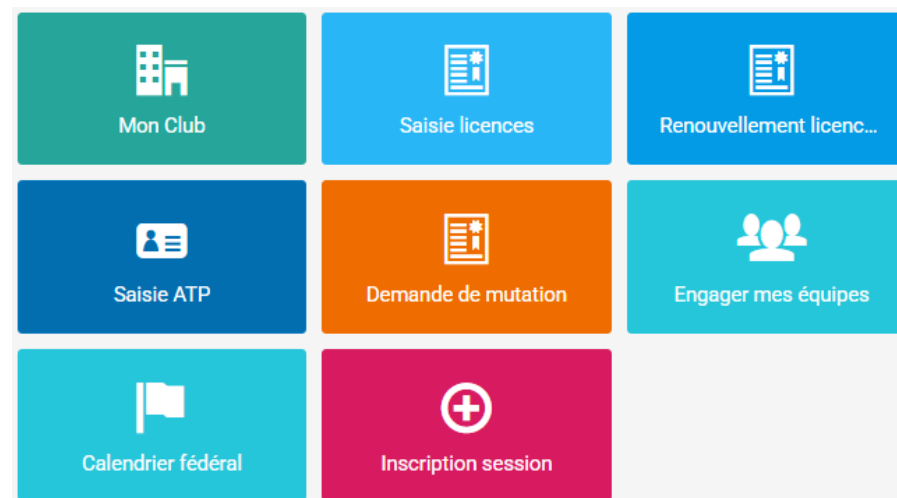 Mon Club
Saisie licences
Renouvellement licenc...
Saisie ATP
Demande de mutation
Engager mes équipes
Calendrier fédéral
Inscription session